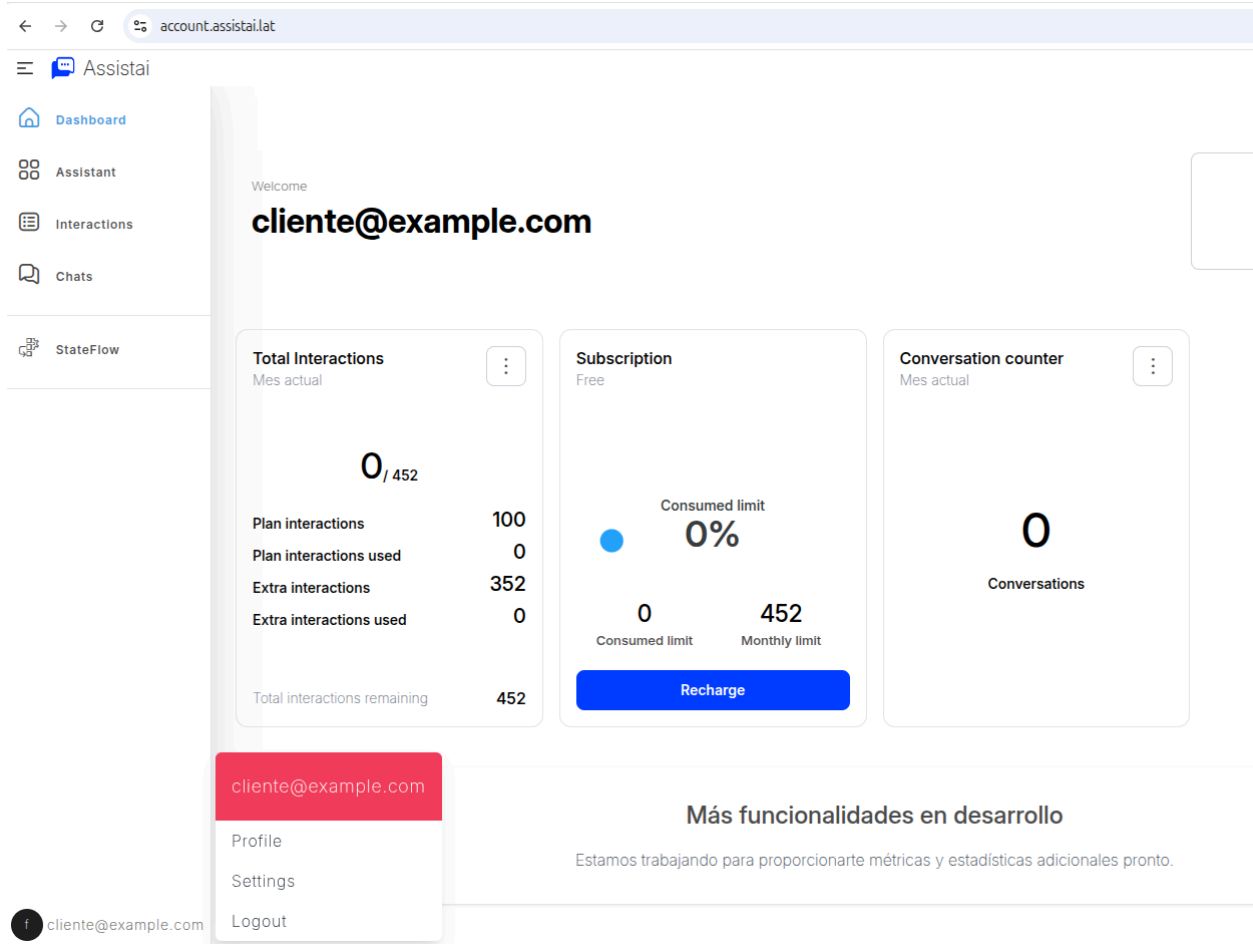 account.assistai.lat
Assistai
Dashboard
Assistant
Interactions
Chats
StateFlow
Welcome
cliente@example.com
Total Interactions
Mes actual
0/ 452
Plan interactions 100
Plan interactions used 0
Extra interactions 352
Extra interactions used 0
Total interactions remaining 452
Subscription
Free
Consumed limit
0%
0 452
Consumed limit Monthly limit
Recharge
Conversation counter
Mes actual
0
Conversations
Más funcionalidades en desarrollo
Estamos trabajando para proporcionarte métricas y estadísticas adicionales pronto.
cliente@example.com
Profile
Settings
Logout
f cliente@example.com